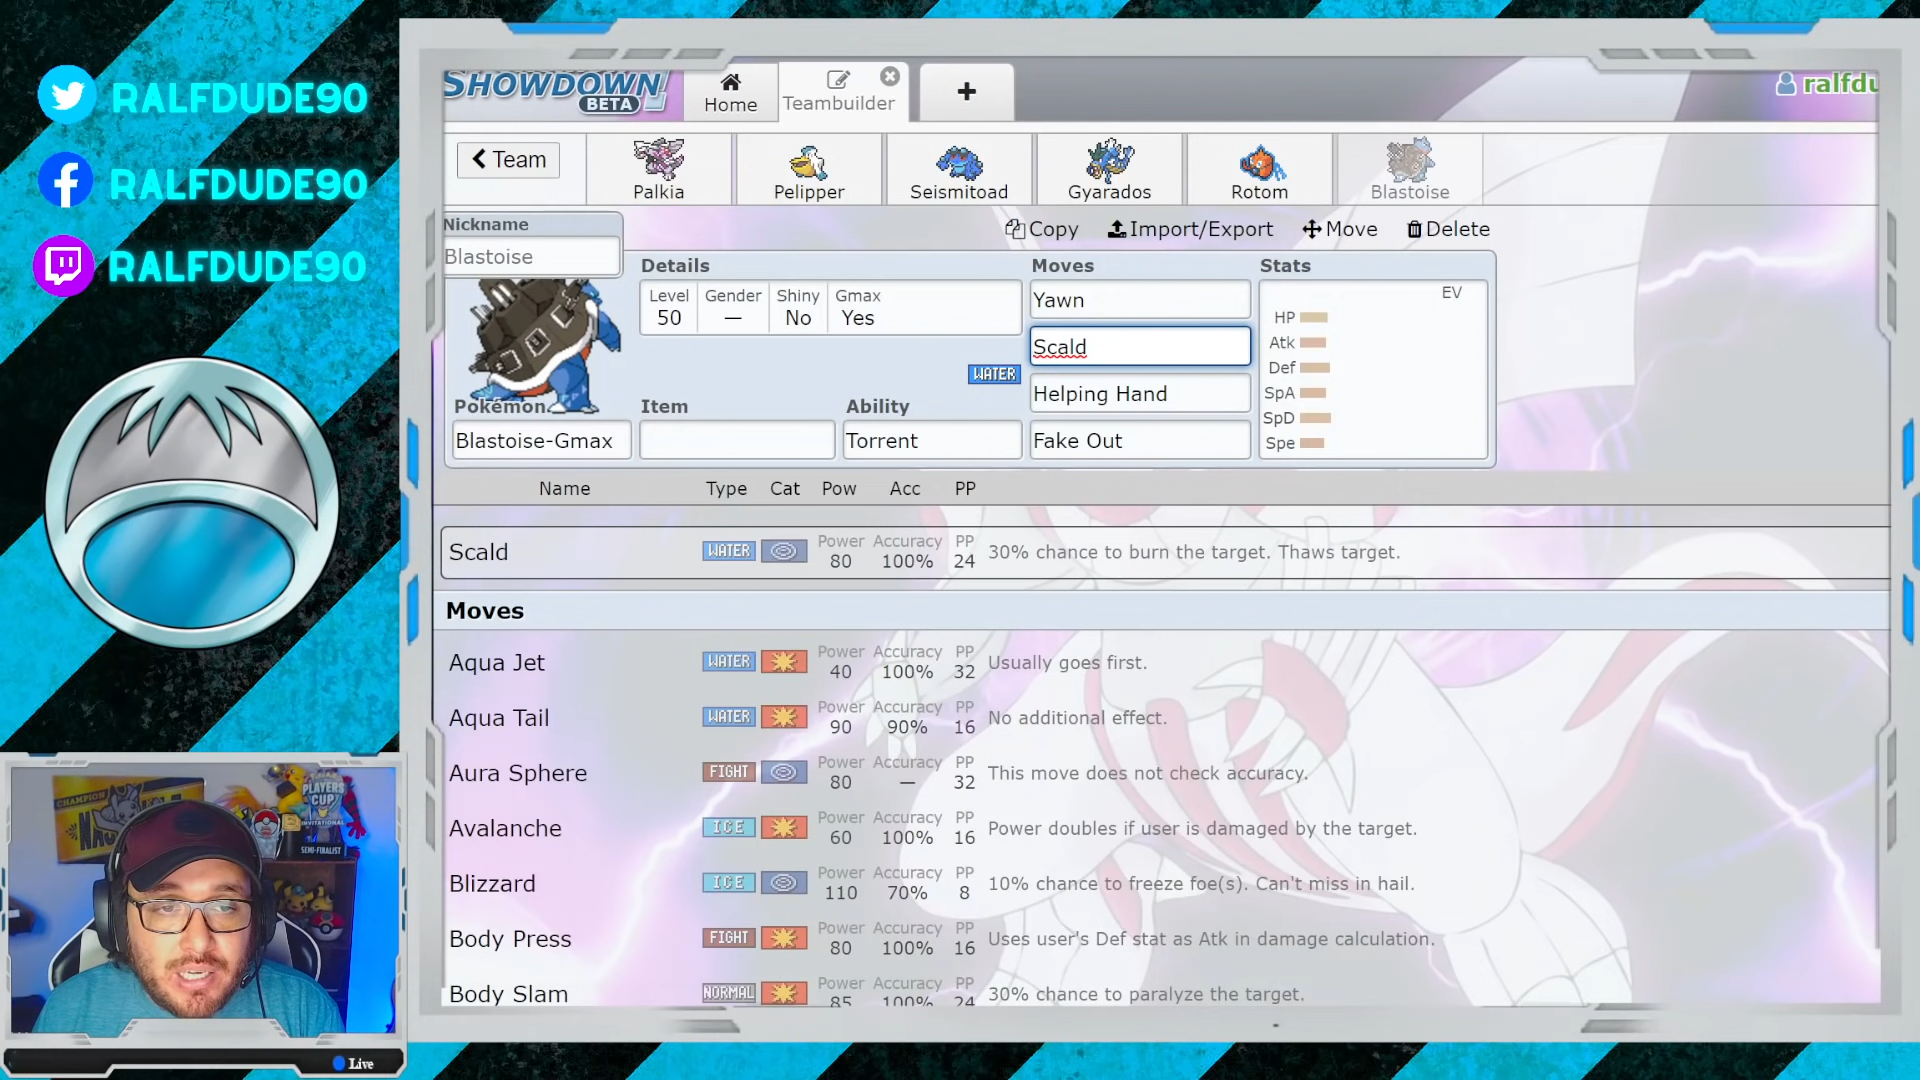 RALFDUDE90
RALFDUDE90
RALFDUDE90
SHOWDOWN
BETA
Home
Teambuilder
+
ralfdu
Team
Palkia
Pelipper
Seismitoad
Gyarados
Rotom
Blastoise
Nickname
Blastoise
Copy
Import/Export
Move
Delete
Details
Moves
Stats
Level
Gender
Shiny
Gmax
50
—
No
Yes
WATER
Yawn
Scald
Helping Hand
Fake Out
EV
HP
Atk
Def
SpA
SpD
Spe
Pokémon
Item
Ability
Blastoise-Gmax
Torrent
Name Type Cat Pow Acc PP
Scald WATER Power 80 Accuracy 100% PP 24 30% chance to burn the target. Thaws target.
Moves
Aqua Jet WATER Power 40 Accuracy 100% PP 32 Usually goes first.
Aqua Tail WATER Power 90 Accuracy 90% PP 16 No additional effect.
Aura Sphere FIGHT Power 80 Accuracy — PP 32 This move does not check accuracy.
Avalanche ICE Power 60 Accuracy 100% PP 16 Power doubles if user is damaged by the target.
Blizzard ICE Power 110 Accuracy 70% PP 8 10% chance to freeze foe(s). Can't miss in hail.
Body Press FIGHT Power 80 Accuracy 100% PP 16 Uses user's Def stat as Atk in damage calculation.
Body Slam NORMAL Power 85 Accuracy 100% PP 24 30% chance to paralyze the target.
CHAMPION
PLAYERS
CUP
INVITATIONAL
SEMI-FINALIST
Live